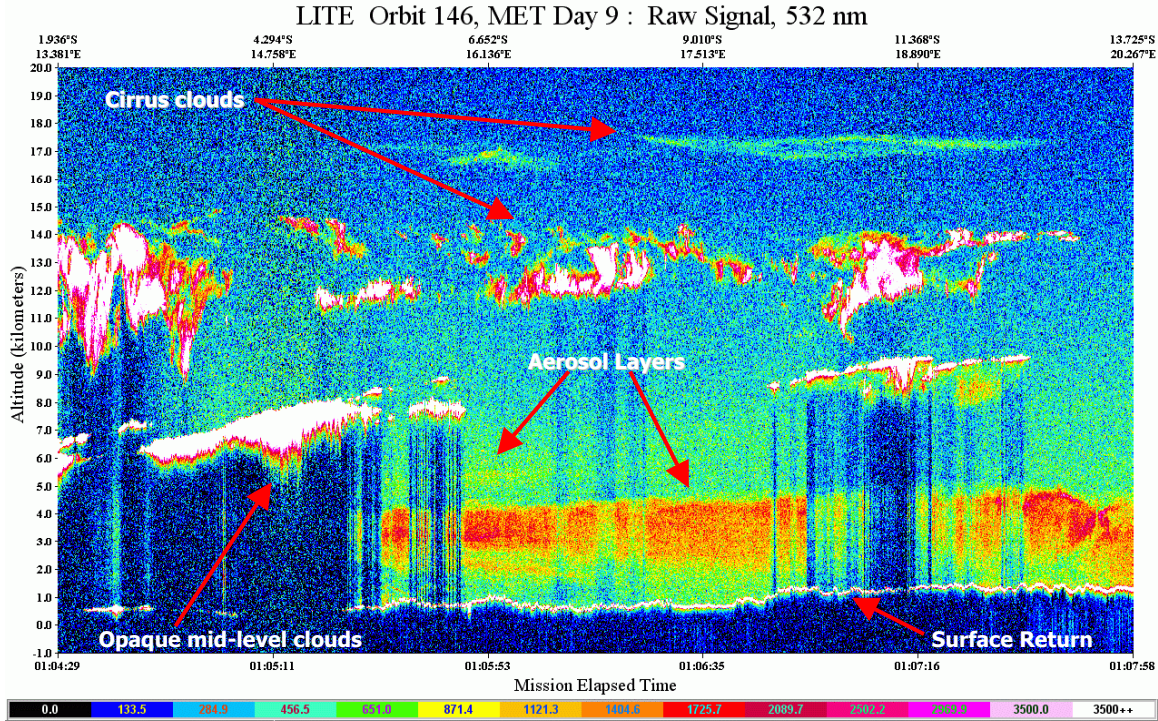 LITE Orbit 146, MET Day 9 : Raw Signal, 532 nm
1.936°S 4.294°S 6.652°S 9.010°S 11.368°S 13.725°S
13.381°E 14.758°E 16.136°E 17.513°E 18.890°E 20.267°E
20.0
19.0
Cirrus clouds
18.0
17.0
16.0
15.0
14.0
13.0
12.0
11.0
10.0
Aerosol Layers
9.0
8.0
7.0
6.0
5.0
4.0
3.0
2.0
1.0
0.0
-1.0
Altitude (kilometers)
Opaque mid-level clouds
Surface Return
01:04:29 01:05:11 01:05:53 01:06:35 01:07:16 01:07:58
Mission Elapsed Time
0.0 133.5 284.9 456.5 651.0 871.4 1121.3 1404.6 1725.7 2089.7 2502.2 2969.9 3500.0 3500++